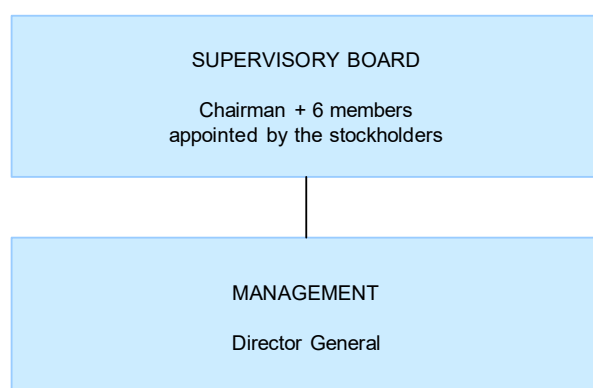 SUPERVISORY BOARD
Chairman + 6 members
appointed by the stockholders
MANAGEMENT
Director General